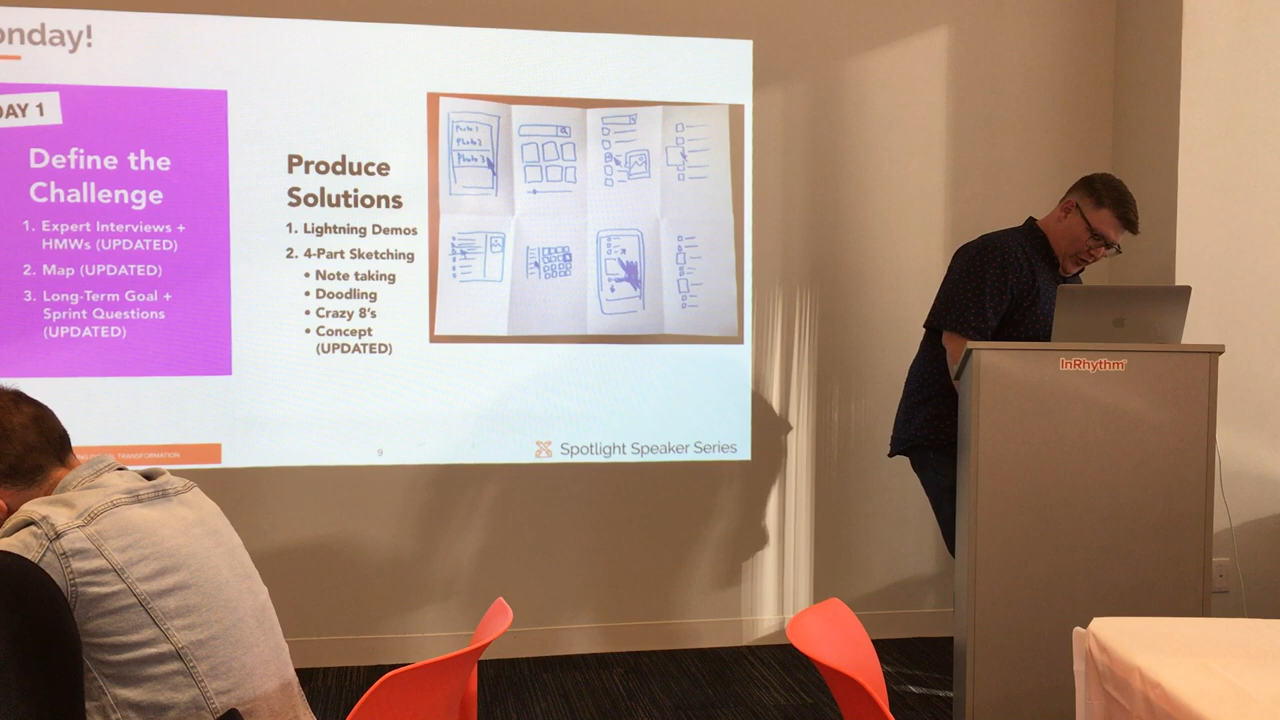 onday!
DAY 1
Define the
Challenge
1. Expert Interviews +
HMWs (UPDATED)
2. Map (UPDATED)
3. Long-Term Goal +
Sprint Questions
(UPDATED)
Produce
Solutions
1. Lightning Demos
2. 4-Part Sketching
• Note taking
• Doodling
• Crazy 8's
• Concept
(UPDATED)
Photo 1
Photo 2
Photo 3
TRANSFORMATION
9
Spotlight Speaker Series
InRhythm